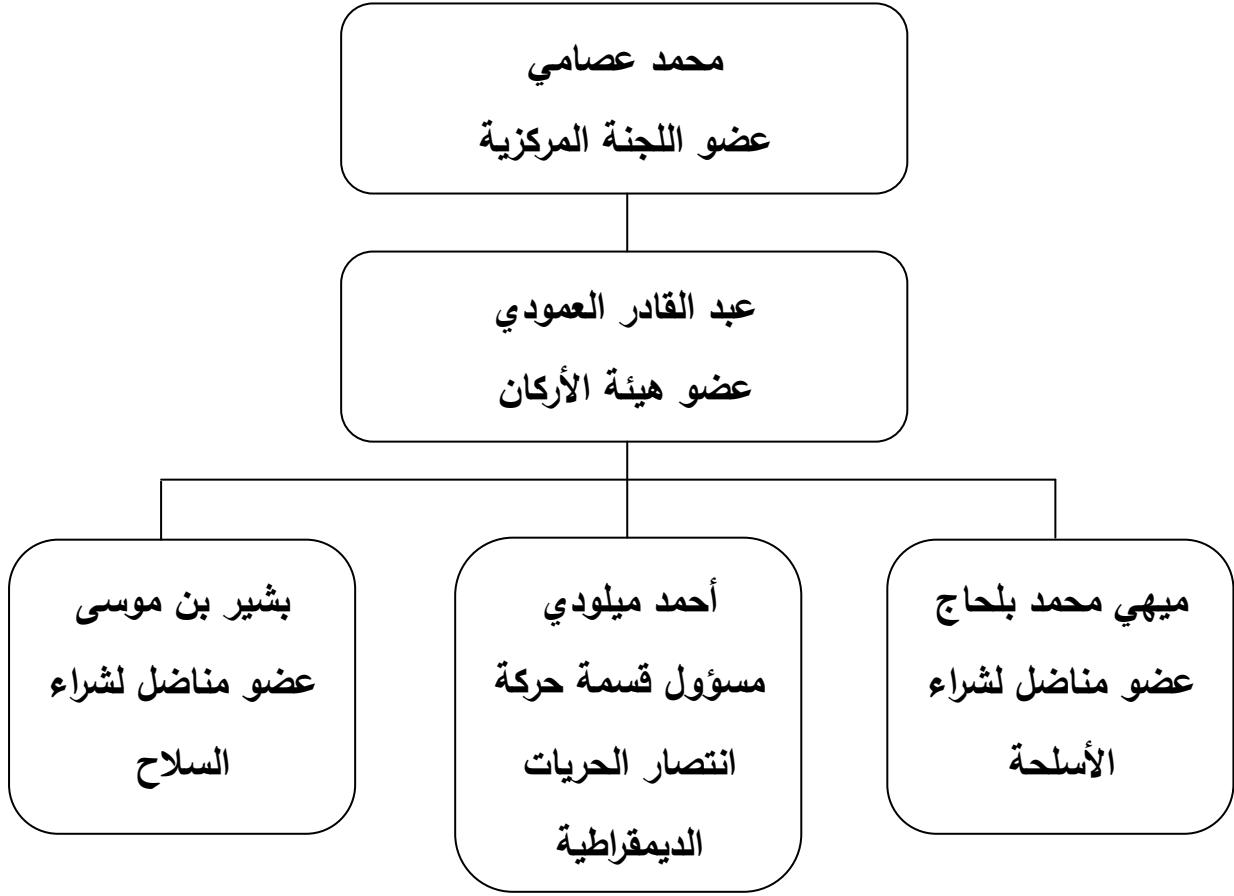 محمد عصامي
عضو اللجنة المركزية
عبد القادر العمودي
عضو هيئة الأركان
ميهي محمد بلحاج
عضو مناضل لشراء
الأسلحة
أحمد ميلودي
مسؤول قسمة حركة
انتصار الحريات
الديمقراطية
بشير بن موسى
عضو مناضل لشراء
السلاح